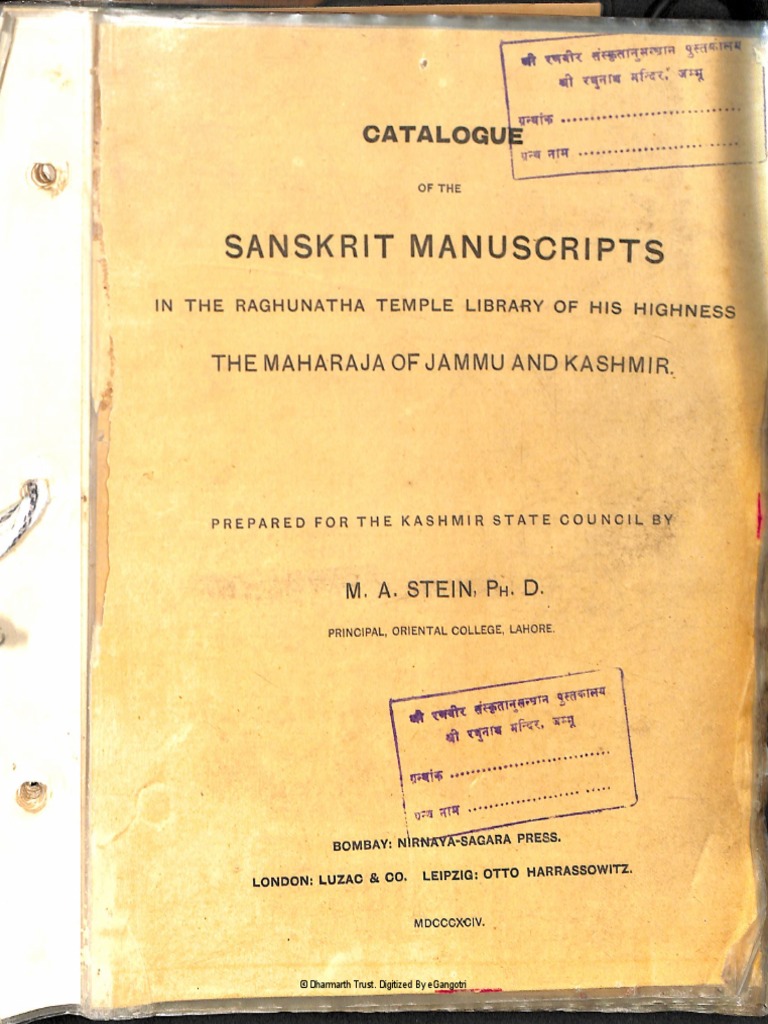 श्री रणवीर संस्कृतानुसन्धान पुस्तकालय
श्री रघुनाथ मन्दिर, जम्मू
ग्रन्थांक ........................
ग्रन्थ नाम ........................
CATALOGUE
OF THE
SANSKRIT MANUSCRIPTS
IN THE RAGHUNATHA TEMPLE LIBRARY OF HIS HIGHNESS
THE MAHARAJA OF JAMMU AND KASHMIR.
PREPARED FOR THE KASHMIR STATE COUNCIL BY
M. A. STEIN, PH. D.
PRINCIPAL, ORIENTAL COLLEGE, LAHORE.
श्री रणवीर संस्कृतानुसन्धान पुस्तकालय
श्री रघुनाथ मन्दिर, जम्मू
ग्रन्थांक ........................
ग्रन्थ नाम ........................
BOMBAY: NIRNAYA-SAGARA PRESS.
LONDON: LUZAC & CO. LEIPZIG: OTTO HARRASSOWITZ.
MDCCCXCIV.
© Dharmarth Trust. Digitized By eGangotri